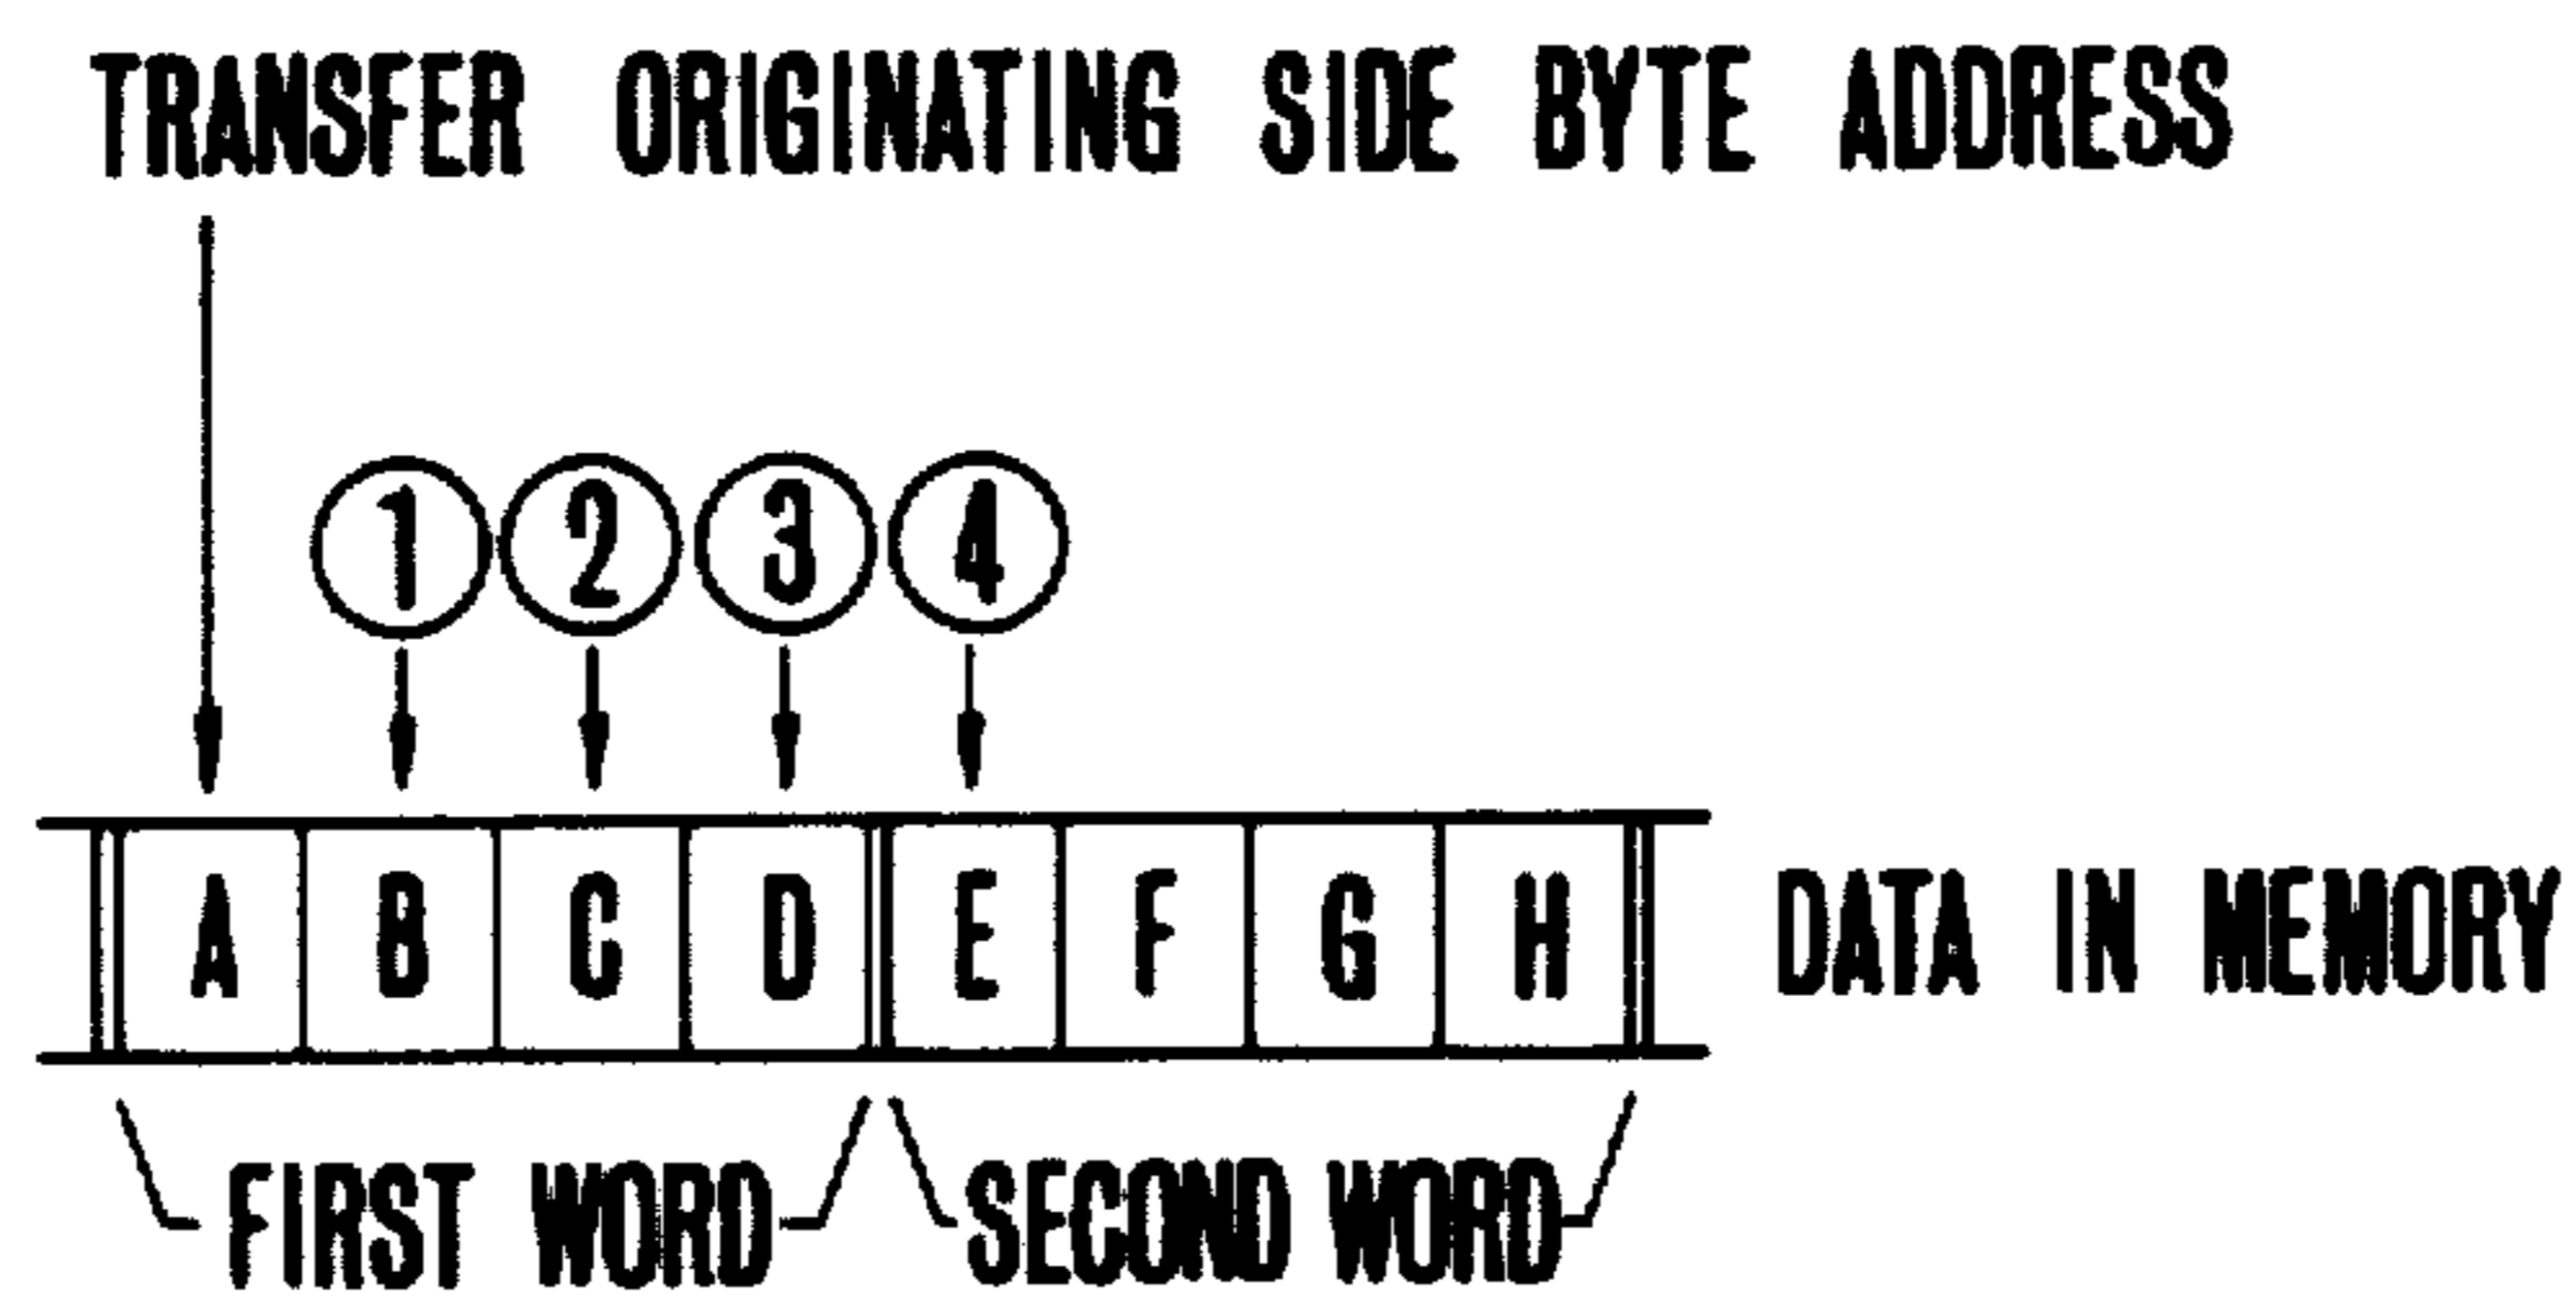 TRANSFER ORIGINATING SIDE BYTE ADDRESS
1 2 3 4
A B C D E F G H DATA IN MEMORY
FIRST WORD SECOND WORD